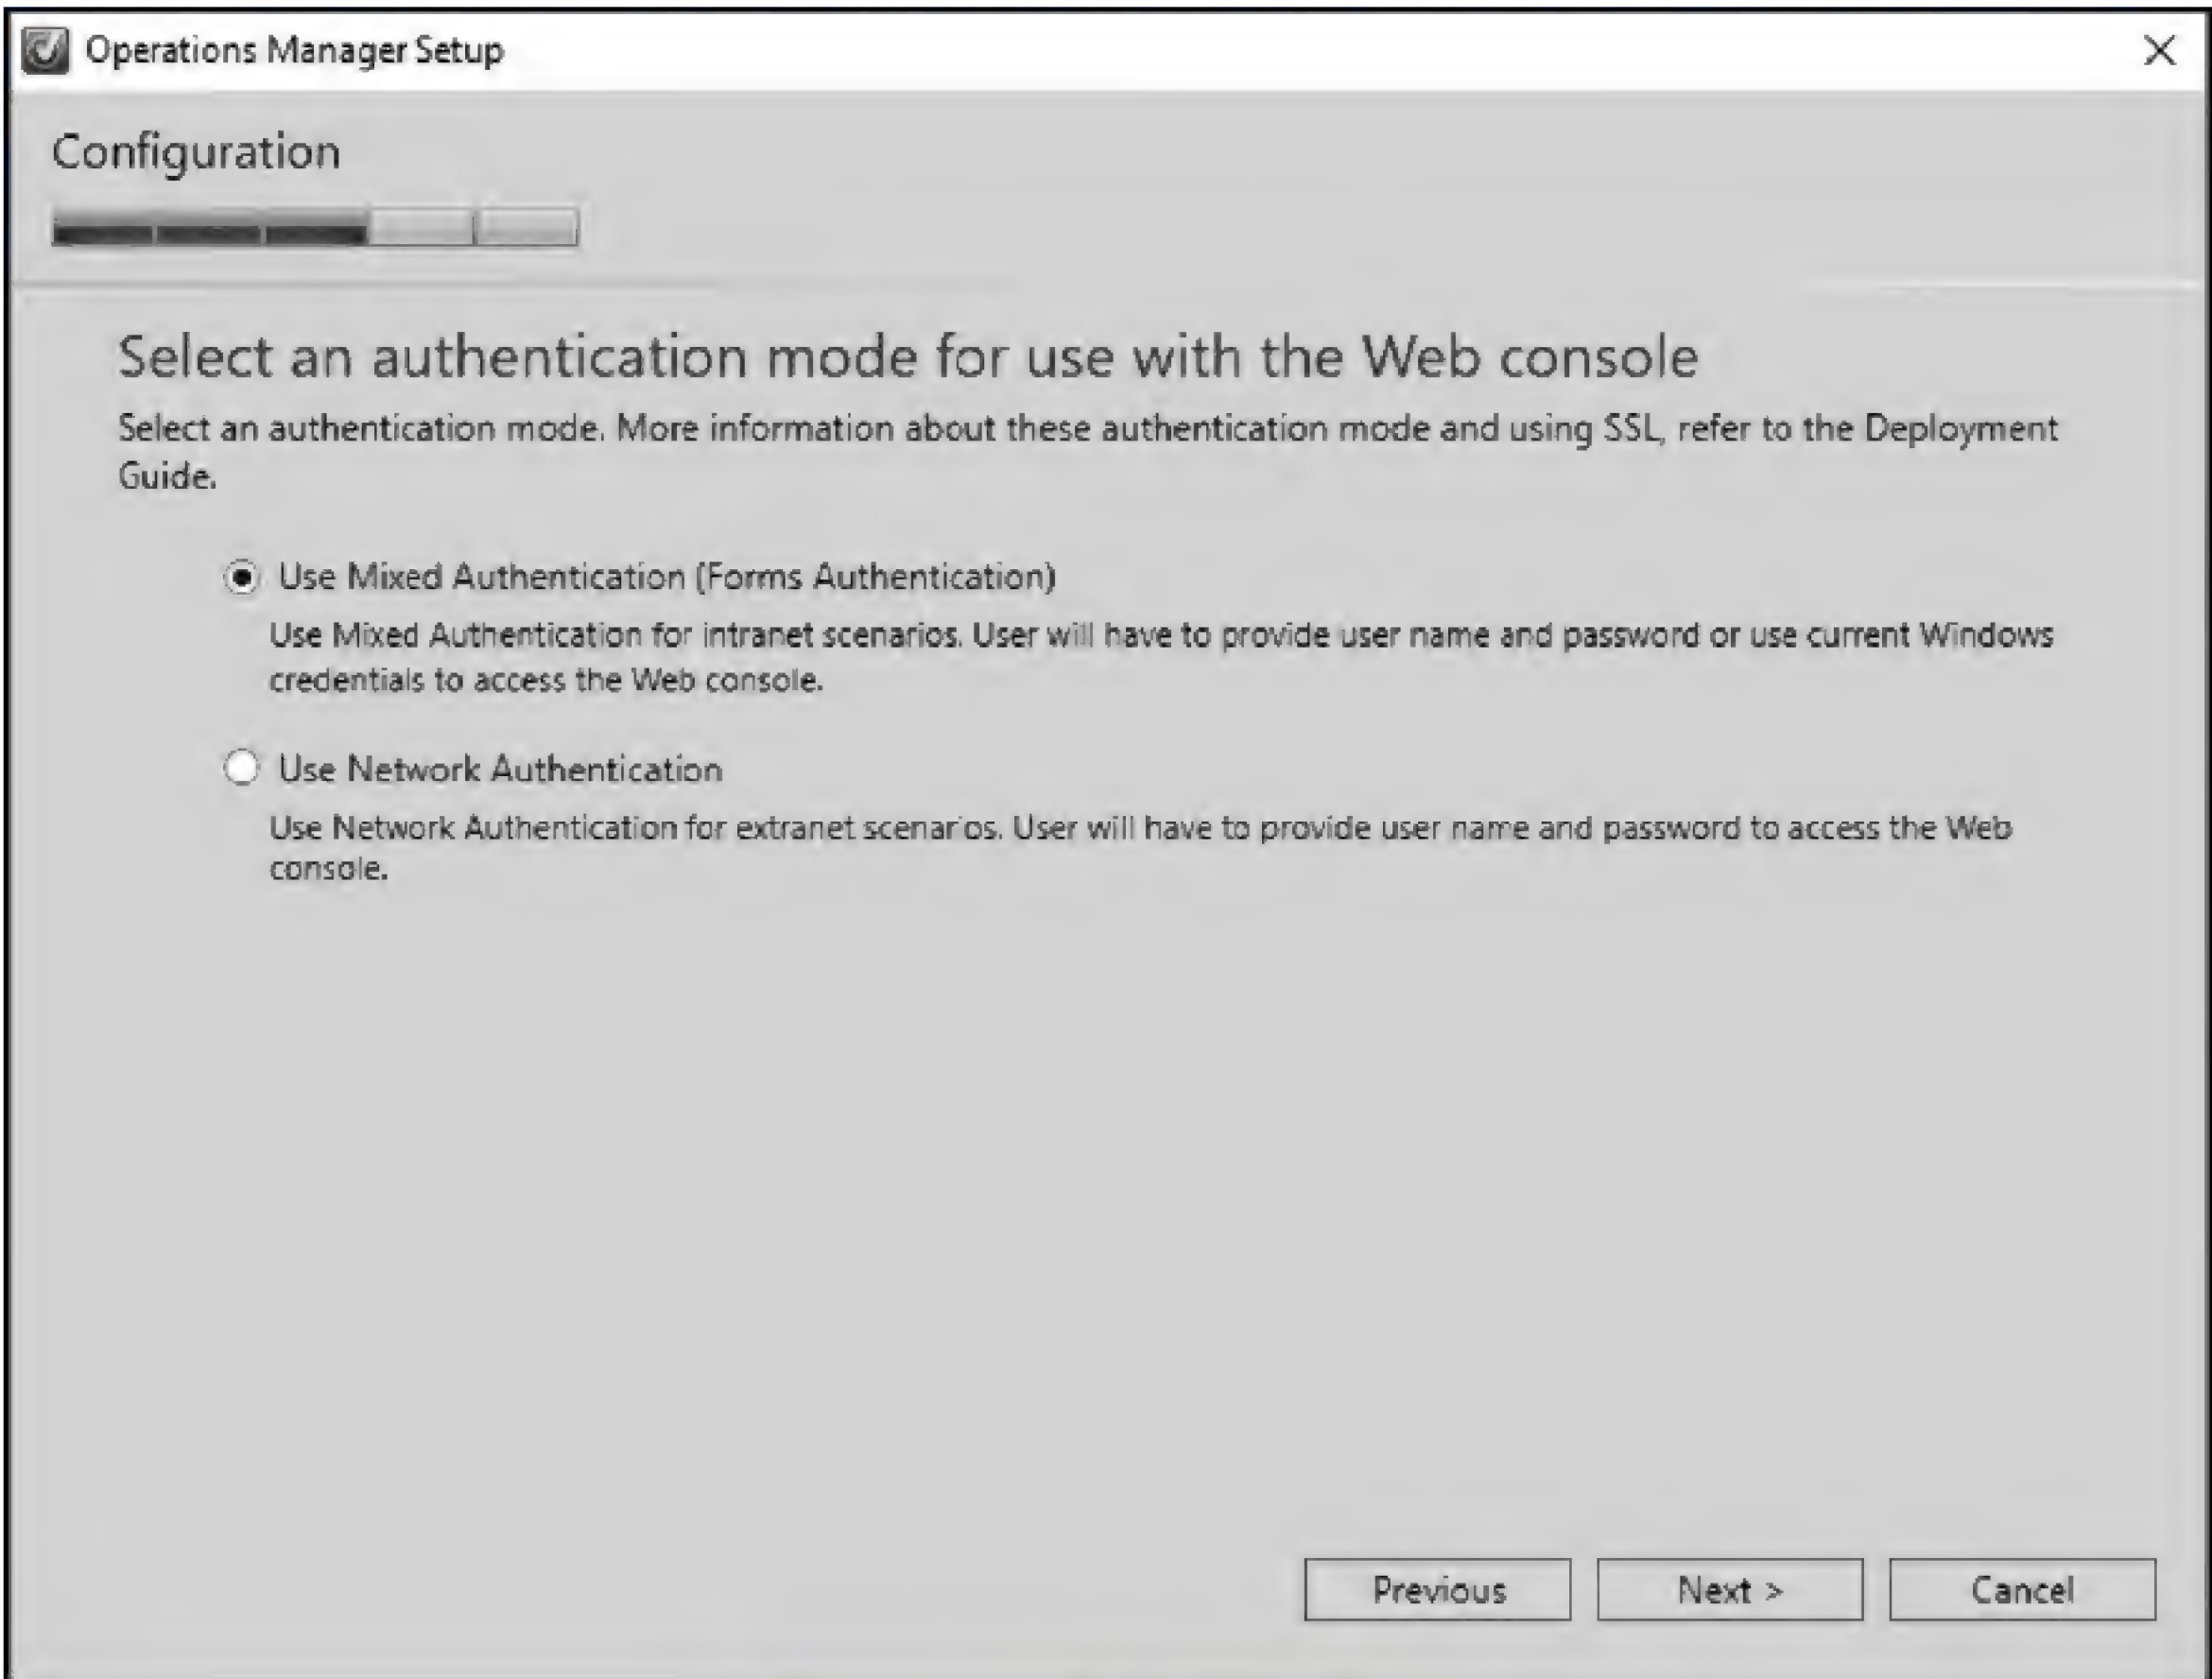 Operations Manager Setup
Configuration
Select an authentication mode for use with the Web console
Select an authentication mode. More information about these authentication mode and using SSL, refer to the Deployment
Guide.
Use Mixed Authentication (Forms Authentication)
Use Mixed Authentication for intranet scenarios. User will have to provide user name and password or use current Windows
credentials to access the Web console.
Use Network Authentication
Use Network Authentication for extranet scenarios. User will have to provide user name and password to access the Web
console.
Previous
Next >
Cancel